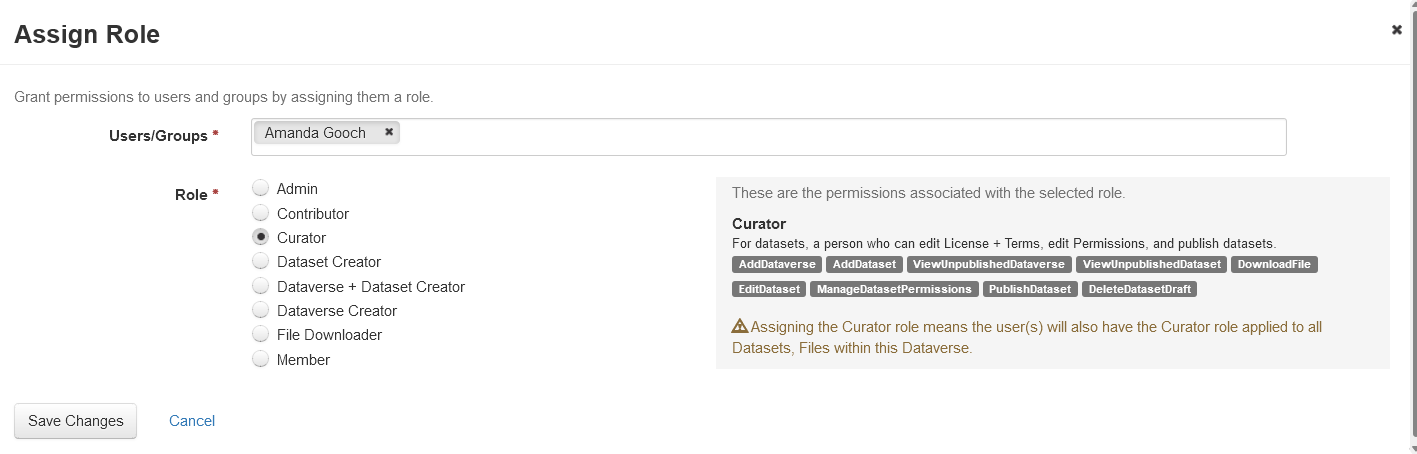 Assign Role
Grant permissions to users and groups by assigning them a role.
Users/Groups *
Amanda Gooch
Role *
Admin
Contributor
Curator
Dataset Creator
Dataverse + Dataset Creator
Dataverse Creator
File Downloader
Member
These are the permissions associated with the selected role.
Curator
For datasets, a person who can edit License + Terms, edit Permissions, and publish datasets.
AddDataverse AddDataset ViewUnpublishedDataverse ViewUnpublishedDataset DownloadFile
EditDataset ManageDatasetPermissions PublishDataset DeleteDatasetDraft
Assigning the Curator role means the user(s) will also have the Curator role applied to all
Datasets, Files within this Dataverse.
Save Changes Cancel